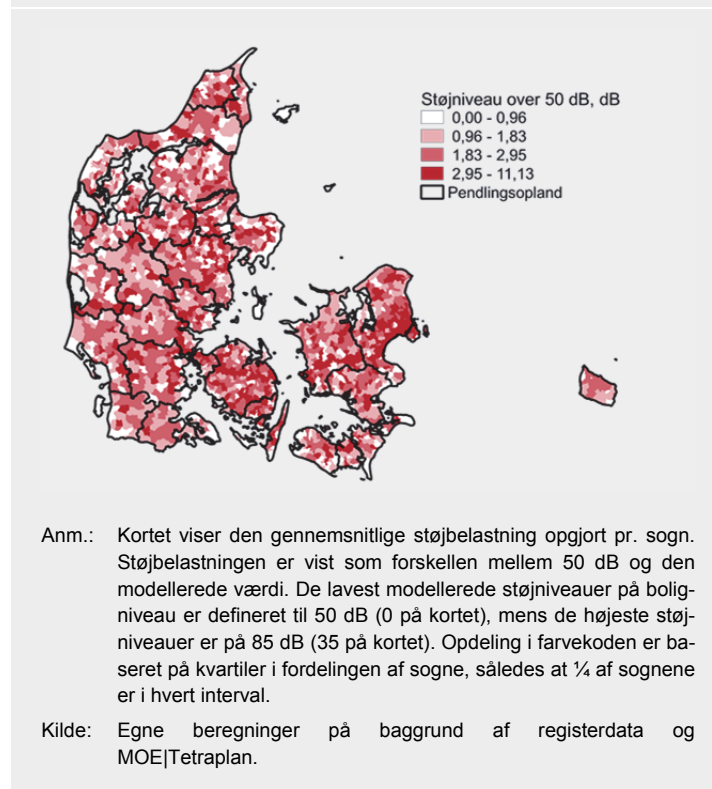 Støjniveau over 50 dB, dB
0,00 - 0,96
0,96 - 1,83
1,83 - 2,95
2,95 - 11,13
Pendlingsopland
Anm.: Kortet viser den gennemsnitlige støjbelastning opgjort pr. sogn.
Støjbelastningen er vist som forskellen mellem 50 dB og den
modellerede værdi. De lavest modellerede støjniveauer på bolig-
niveau er defineret til 50 dB (0 på kortet), mens de højeste støj-
niveauer er på 85 dB (35 på kortet). Opdeling i farvekoden er ba-
seret på kvartiler i fordelingen af sogne, således at ¼ af sognene
er i hvert interval.
Kilde: Egne beregninger på baggrund af registerdata og
MOE|Tetraplan.